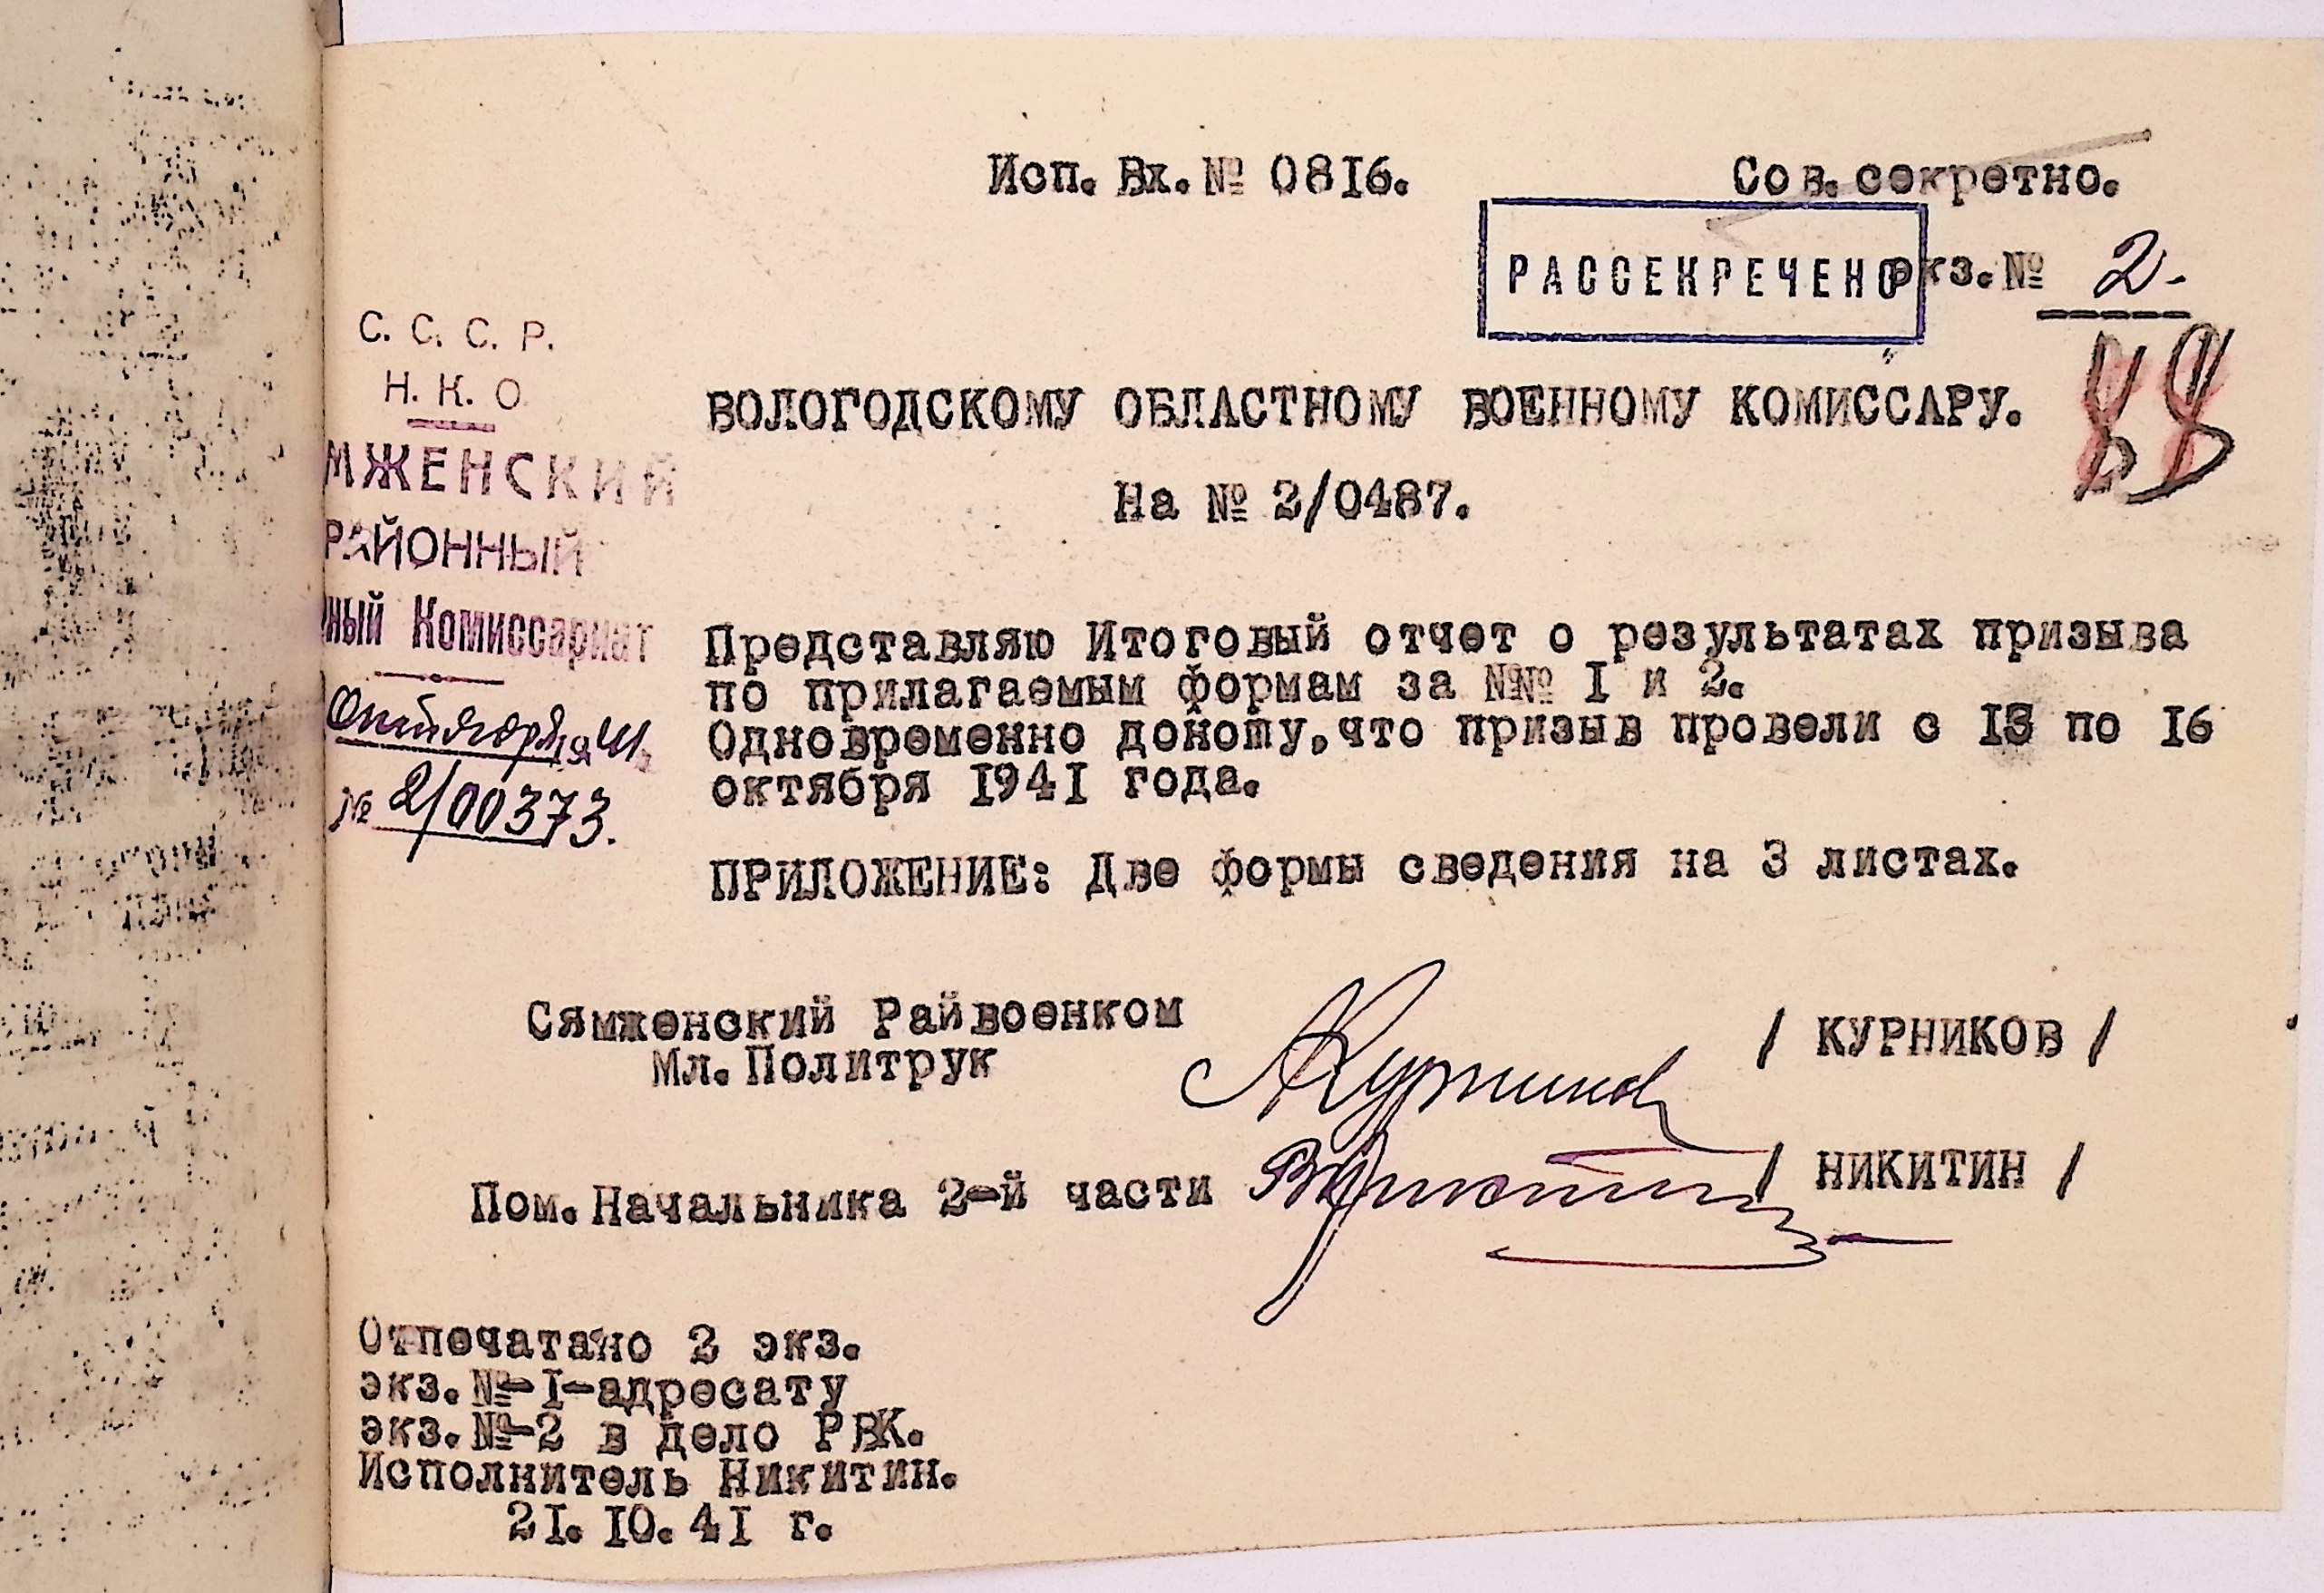 Исп. Вх. № 0816.
Сов. секретно.
РАССЕКРЕЧЕНО
экз. № 2-
88
С. С. С. Р.
Н. К. О.
МЖЕНСКИЙ
РАЙОННЫЙ
ный Комиссариат
Октября 1941
№ 2/00373.
ВОЛОГОДСКОМУ ОБЛАСТНОМУ ВОЕННОМУ КОМИССАРУ.
На № 2/0487.
Представляю Итоговый отчет о результатах призыва
по прилагаемым формам за №№ I и 2.
Одновременно доношу, что призыв провели с 13 по 16
октября 1941 года.
ПРИЛОЖЕНИЕ: Две формы сведения на 3 листах.
Сямженский Райвоенком
Мл. Политрук
/ КУРНИКОВ /
Пом. Начальника 2-й части
/ НИКИТИН /
Отпечатано 2 экз.
экз. №-I-адресату
экз. №-2 в дело РВК.
Исполнитель Никитин.
21. 10. 41 г.